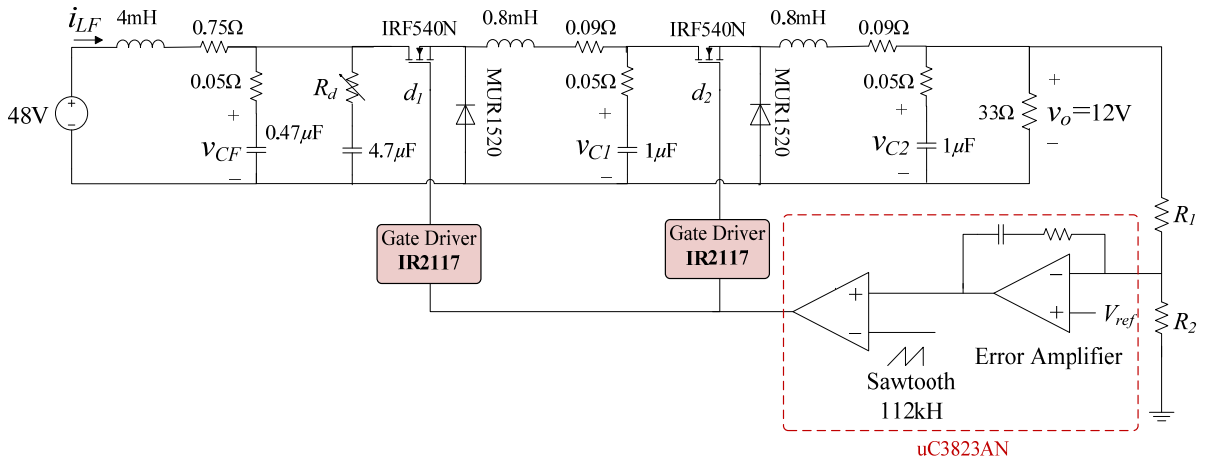 i_LF
4mH
0.75Ω
0.05Ω
48V
+
−
+
v_CF
−
0.47μF
R_d
4.7μF
IRF540N
d_1
MUR1520
0.8mH
0.09Ω
0.05Ω
+
v_C1
−
1μF
IRF540N
d_2
MUR1520
0.8mH
0.09Ω
0.05Ω
+
v_C2
−
1μF
33Ω
+
v_o=12V
−
Gate Driver
IR2117
Gate Driver
IR2117
R_1
R_2
+
−
−
+
V_ref
Error Amplifier
Sawtooth
112kH
uC3823AN